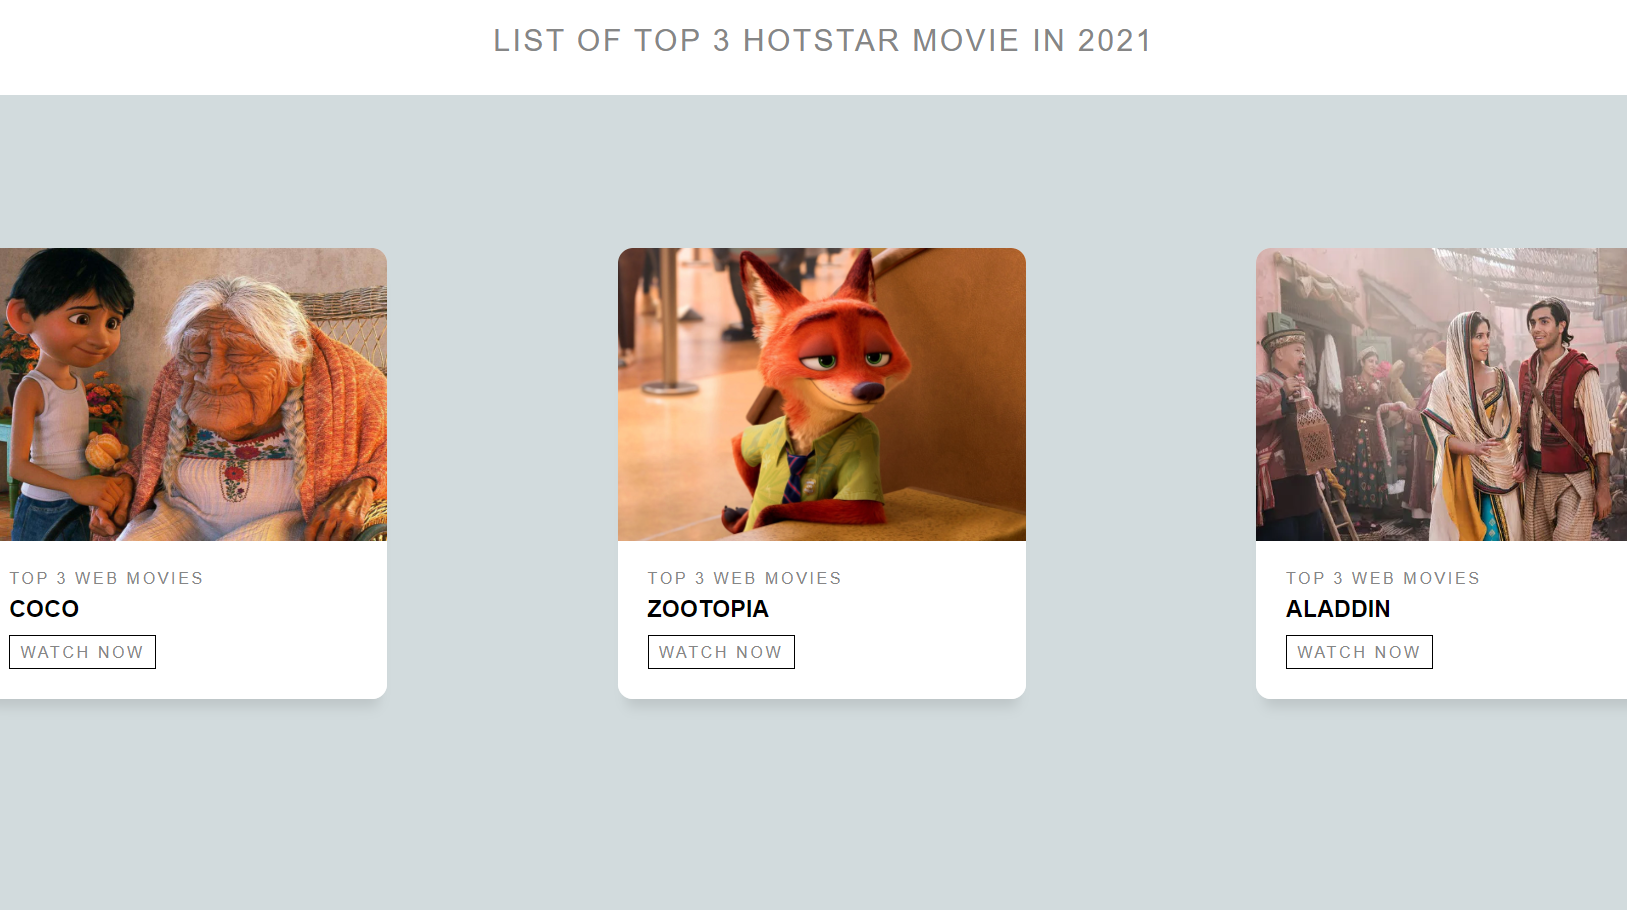 LIST OF TOP 3 HOTSTAR MOVIE IN 2021
TOP 3 WEB MOVIES
COCO
WATCH NOW
TOP 3 WEB MOVIES
ZOOTOPIA
WATCH NOW
TOP 3 WEB MOVIES
ALADDIN
WATCH NOW